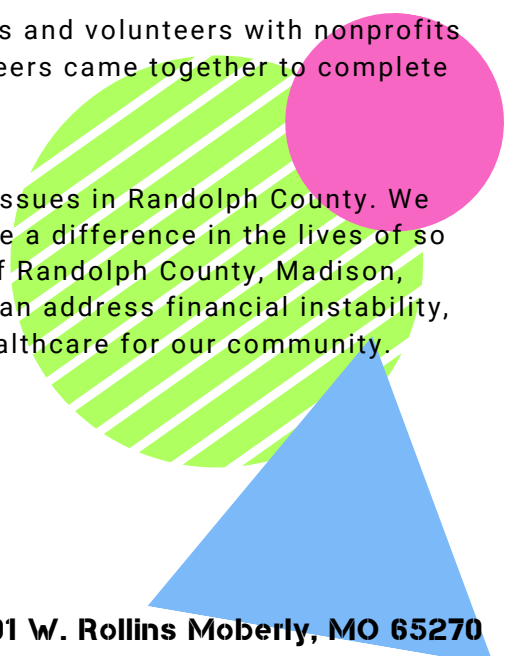 s and volunteers with nonprofits
eers came together to complete
ssues in Randolph County. We
e a difference in the lives of so
f Randolph County, Madison,
an address financial instability,
althcare for our community.
01 W. Rollins Moberly, MO 65270